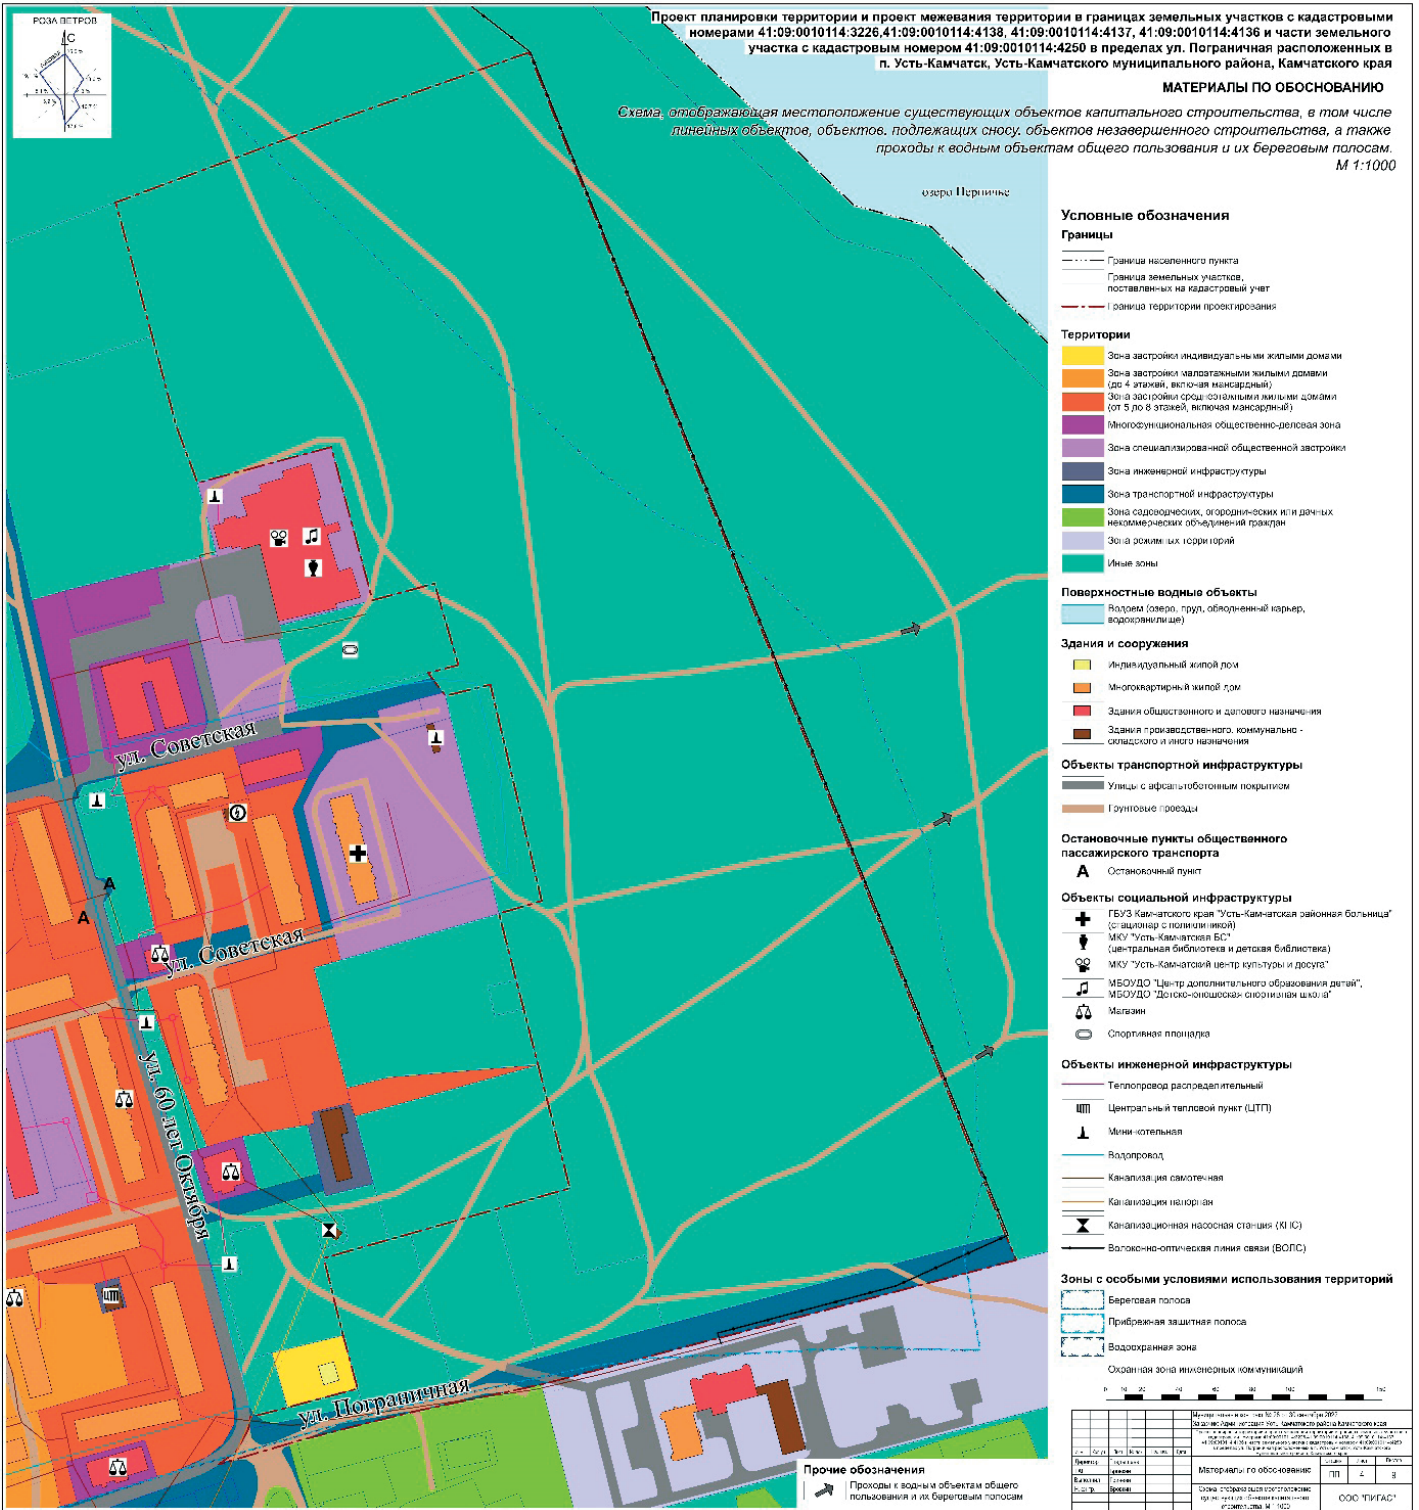 РОЗА ВЕТРОВ
С
Проект планировки территории и проект межевания территории в границах земельных участков с кадастровыми
номерами 41:09:0010114:3226,41:09:0010114:4138, 41:09:0010114:4137, 41:09:0010114:4136 и части земельного
участка с кадастровым номером 41:09:0010114:4250 в пределах ул. Пограничная расположенных в
п. Усть-Камчатск, Усть-Камчатского муниципального района, Камчатского края
МАТЕРИАЛЫ ПО ОБОСНОВАНИЮ
Схема, отображающая местоположение существующих объектов капитального строительства, в том числе
линейных объектов, объектов, подлежащих сносу, объектов незавершенного строительства, а также
проходы к водным объектам общего пользования и их береговым полосам.
М 1:1000
озеро Нерпичье
Условные обозначения
Границы
Граница населенного пункта
Граница земельных участков,
поставленных на кадастровый учет
Граница территории проектирования
Территории
Зона застройки индивидуальными жилыми домами
Зона застройки малоэтажными жилыми домами
(до 4 этажей, включая мансардный)
Зона застройки среднеэтажными жилыми домами
(от 5 до 8 этажей, включая мансардный)
Многофункциональная общественно-деловая зона
Зона специализированной общественной застройки
Зона инженерной инфраструктуры
Зона транспортной инфраструктуры
Зона садоводческих, огороднических или дачных
некоммерческих объединений граждан
Зона режимных территорий
Иные зоны
Поверхностные водные объекты
Водоем (озеро, пруд, обводненный карьер,
водохранилище)
Здания и сооружения
Индивидуальный жилой дом
Многоквартирный жилой дом
Здания общественного и делового назначения
Здания производственного, коммунально -
складского и иного назначения
Объекты транспортной инфраструктуры
Улицы с асфальтобетонным покрытием
Грунтовые проезды
Остановочные пункты общественного
пассажирского транспорта
А Остановочный пункт
Объекты социальной инфраструктуры
ГБУЗ Камчатского края "Усть-Камчатская районная больница"
(стационар с поликлиникой)
МКУ "Усть-Камчатская БС"
(центральная библиотека и детская библиотека)
МКУ "Усть-Камчатский центр культуры и досуга"
МБОУДО "Центр дополнительного образования детей",
МБОУДО "Детско-юношеская спортивная школа"
Магазин
Спортивная площадка
Объекты инженерной инфраструктуры
Теплопровод распределительный
Центральный тепловой пункт (ЦТП)
Мини-котельная
Водопровод
Канализация самотечная
Канализация напорная
Канализационная насосная станция (КНС)
Волоконно-оптическая линия связи (ВОЛС)
Зоны с особыми условиями использования территорий
Береговая полоса
Прибрежная защитная полоса
Водоохранная зона
Охранная зона инженерных коммуникаций
ул. Советская
А
А
ул. Советская
ул. 60 лет Октября
ул. Пограничная
Прочие обозначения
Проходы к водным объектам общего
пользования и их береговым полосам
Материалы по обоснованию
ПП 4
ООО "ПИГАС"